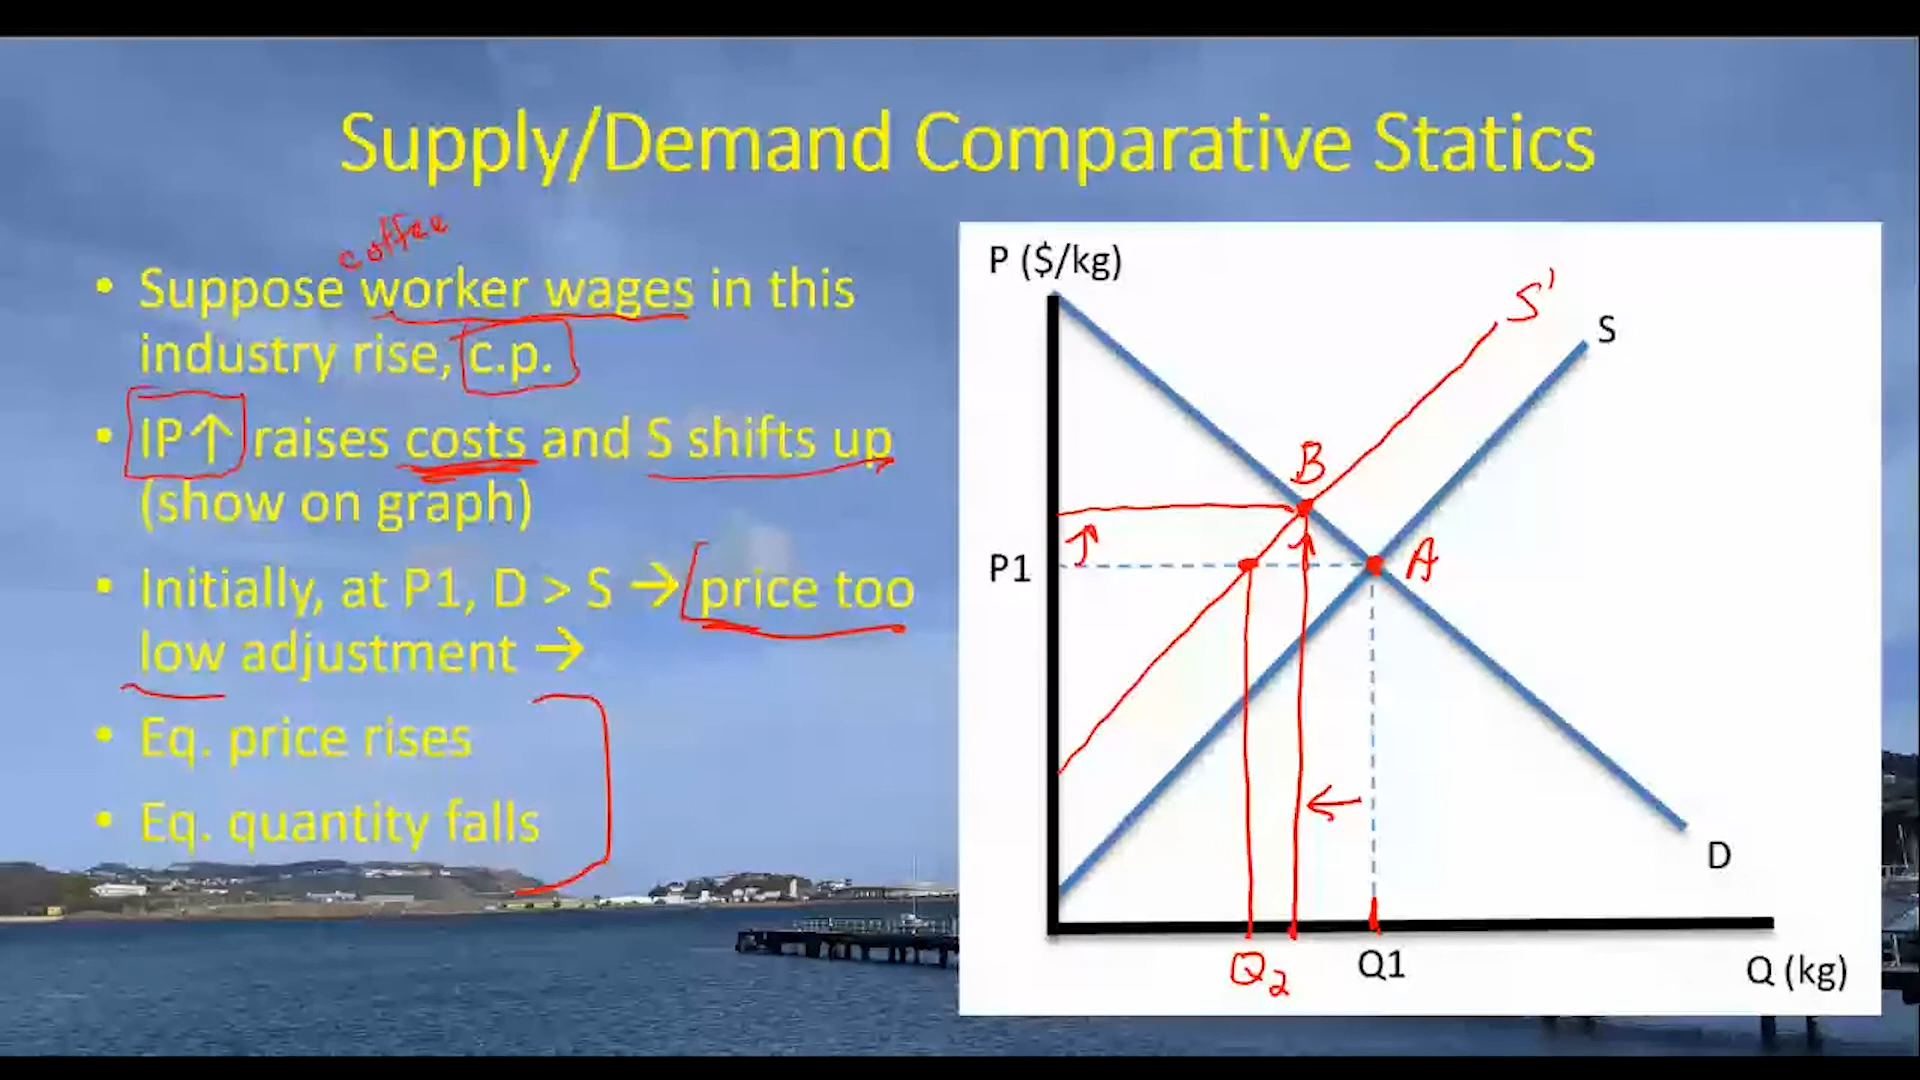 Supply/Demand Comparative Statics
coffee
• Suppose worker wages in this
industry rise, c.p.
• IP↑ raises costs and S shifts up
(show on graph)
• Initially, at P1, D > S → price too
low adjustment →
• Eq. price rises
• Eq. quantity falls
P ($/kg)
S'
S
B
P1
A
D
Q2
Q1
Q (kg)